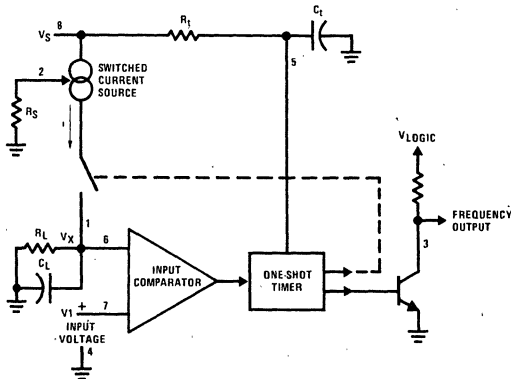 8
VS
Rt
Ct
5
2
SWITCHED
CURRENT
SOURCE
RS
VLOGIC
1
RL
VX
6
CL
INPUT
COMPARATOR
ONE-SHOT
TIMER
FREQUENCY
OUTPUT
3
+
V1
7
INPUT
VOLTAGE
4